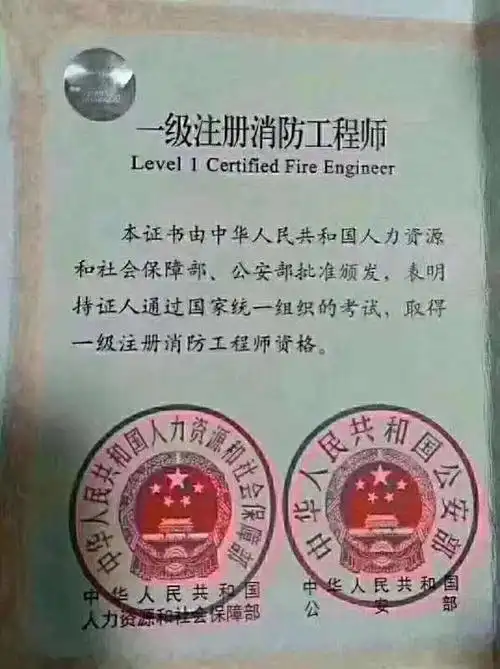 一级注册消防工程师
Level 1 Certified Fire Engineer
本证书由中华人民共和国人力资源
和社会保障部、公安部批准颁发，表明
持证人通过国家统一组织的考试，取得
一级注册消防工程师资格。
中华人民共和国人力资源和社会保障部
中华人民共和国公安部
中华人民共和国
人力资源和社会保障部
中华人民共和国
公安部